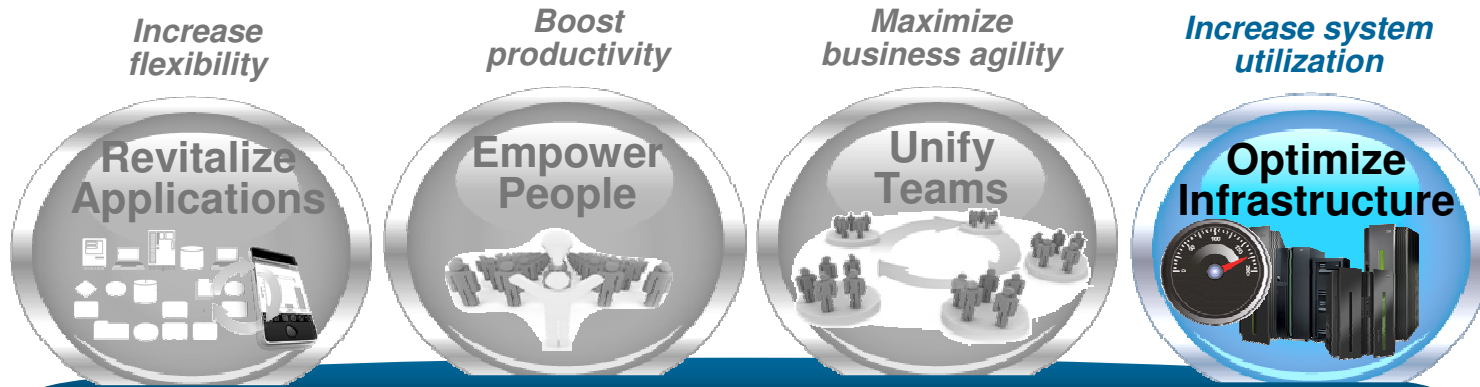 Increase
flexibility
Boost
productivity
Maximize
business agility
Increase system
utilization
Revitalize
Applications
Empower
People
Unify
Teams
Optimize
Infrastructure